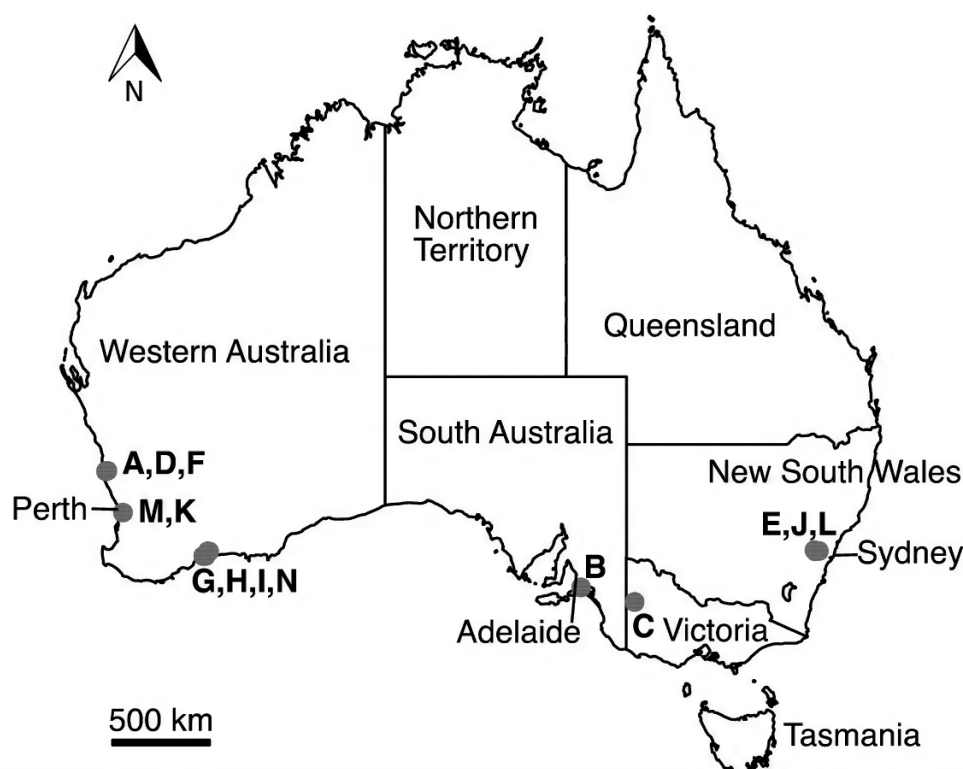 N
Northern
Territory
Queensland
Western Australia
South Australia
New South Wales
A,D,F
Perth
M,K
E,J,L
Sydney
G,H,I,N
B
Adelaide
C
Victoria
500 km
Tasmania